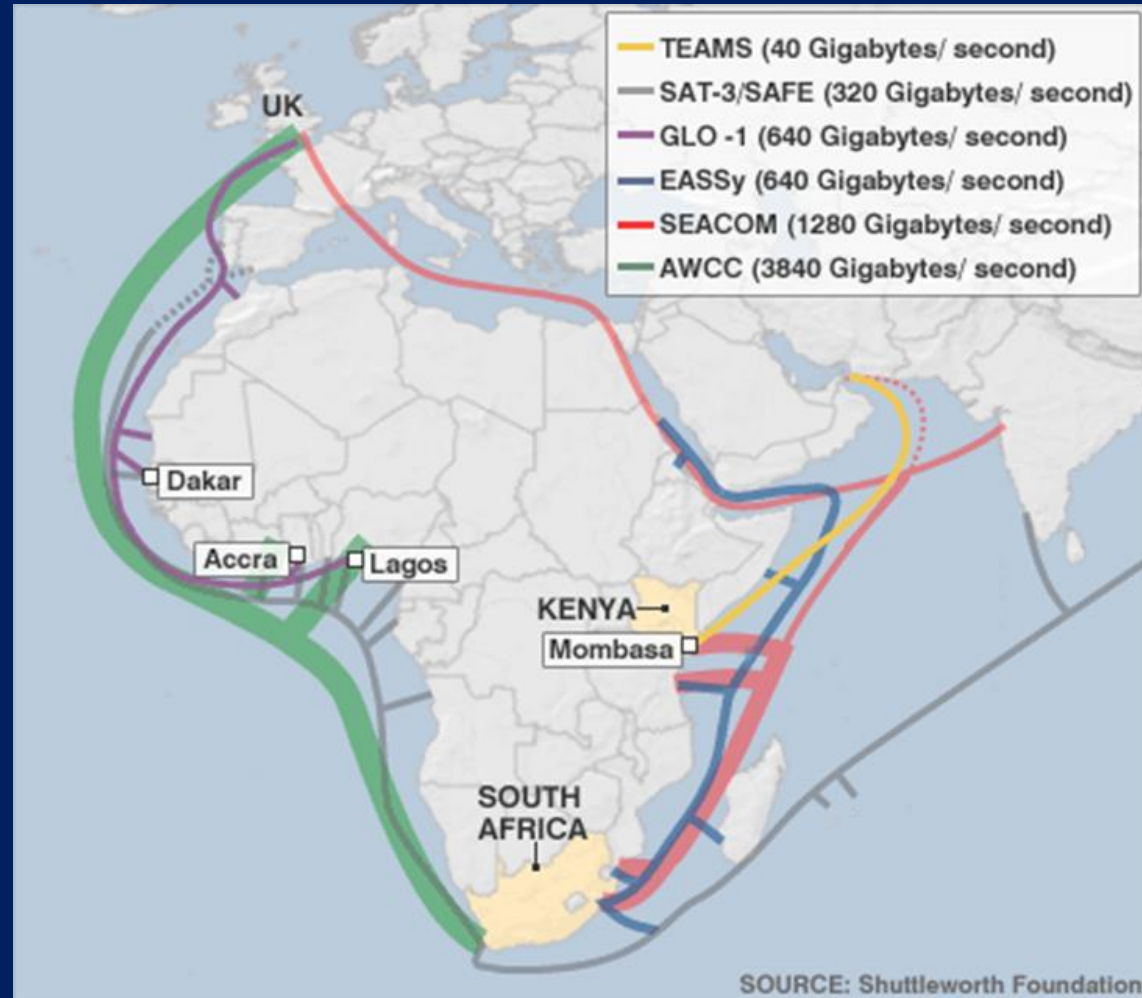 TEAMS (40 Gigabytes/ second)
SAT-3/SAFE (320 Gigabytes/ second)
GLO -1 (640 Gigabytes/ second)
EASSy (640 Gigabytes/ second)
SEACOM (1280 Gigabytes/ second)
AWCC (3840 Gigabytes/ second)
UK
Dakar
Accra
Lagos
KENYA
Mombasa
SOUTH
AFRICA
SOURCE: Shuttleworth Foundation